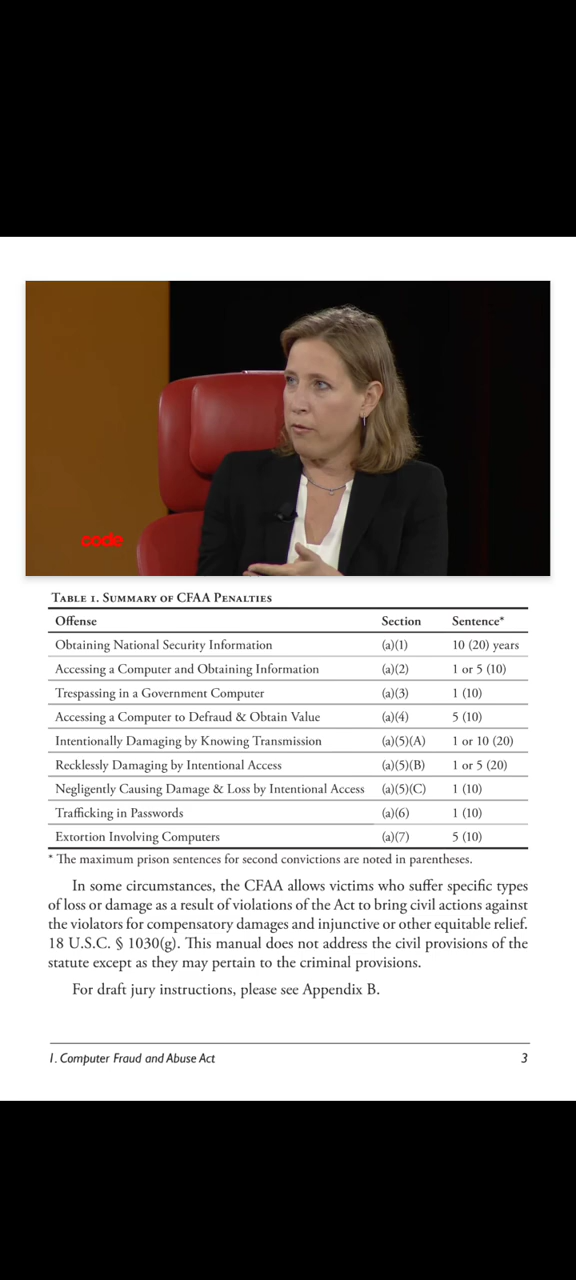 code
TABLE 1. SUMMARY OF CFAA PENALTIES
Offense Section Sentence*
Obtaining National Security Information (a)(1) 10 (20) years
Accessing a Computer and Obtaining Information (a)(2) 1 or 5 (10)
Trespassing in a Government Computer (a)(3) 1 (10)
Accessing a Computer to Defraud & Obtain Value (a)(4) 5 (10)
Intentionally Damaging by Knowing Transmission (a)(5)(A) 1 or 10 (20)
Recklessly Damaging by Intentional Access (a)(5)(B) 1 or 5 (20)
Negligently Causing Damage & Loss by Intentional Access (a)(5)(C) 1 (10)
Trafficking in Passwords (a)(6) 1 (10)
Extortion Involving Computers (a)(7) 5 (10)
* The maximum prison sentences for second convictions are noted in parentheses.
In some circumstances, the CFAA allows victims who suffer specific types
of loss or damage as a result of violations of the Act to bring civil actions against
the violators for compensatory damages and injunctive or other equitable relief.
18 U.S.C. § 1030(g). This manual does not address the civil provisions of the
statute except as they may pertain to the criminal provisions.
For draft jury instructions, please see Appendix B.
1. Computer Fraud and Abuse Act 3